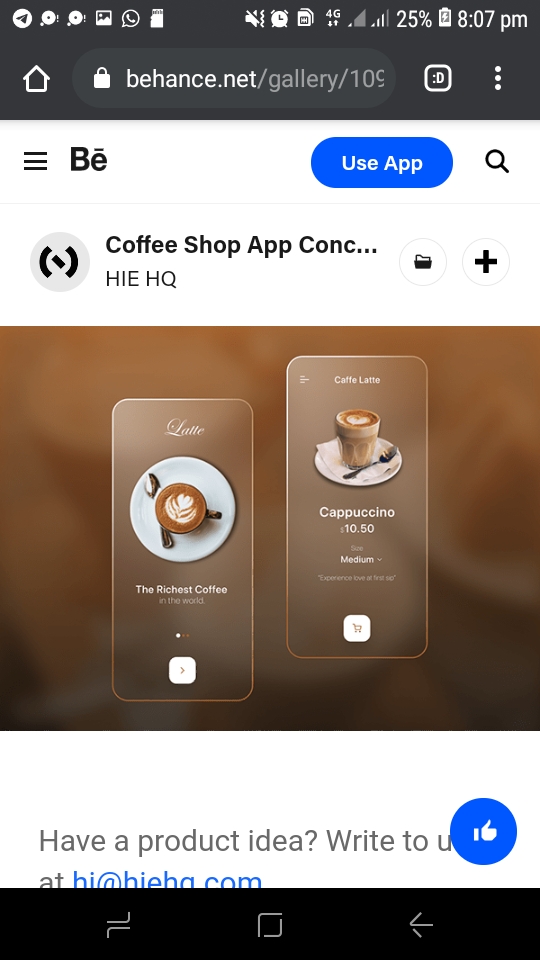 4G 25% 8:07 pm
behance.net/gallery/109
:D
Bē
Use App
Coffee Shop App Conc...
HIE HQ
Latte
The Richest Coffee
in the world.
Caffe Latte
Cappuccino
$10.50
Size
Medium
"Experience love at first sip"
Have a product idea? Write to u
at hi@hiehq.com